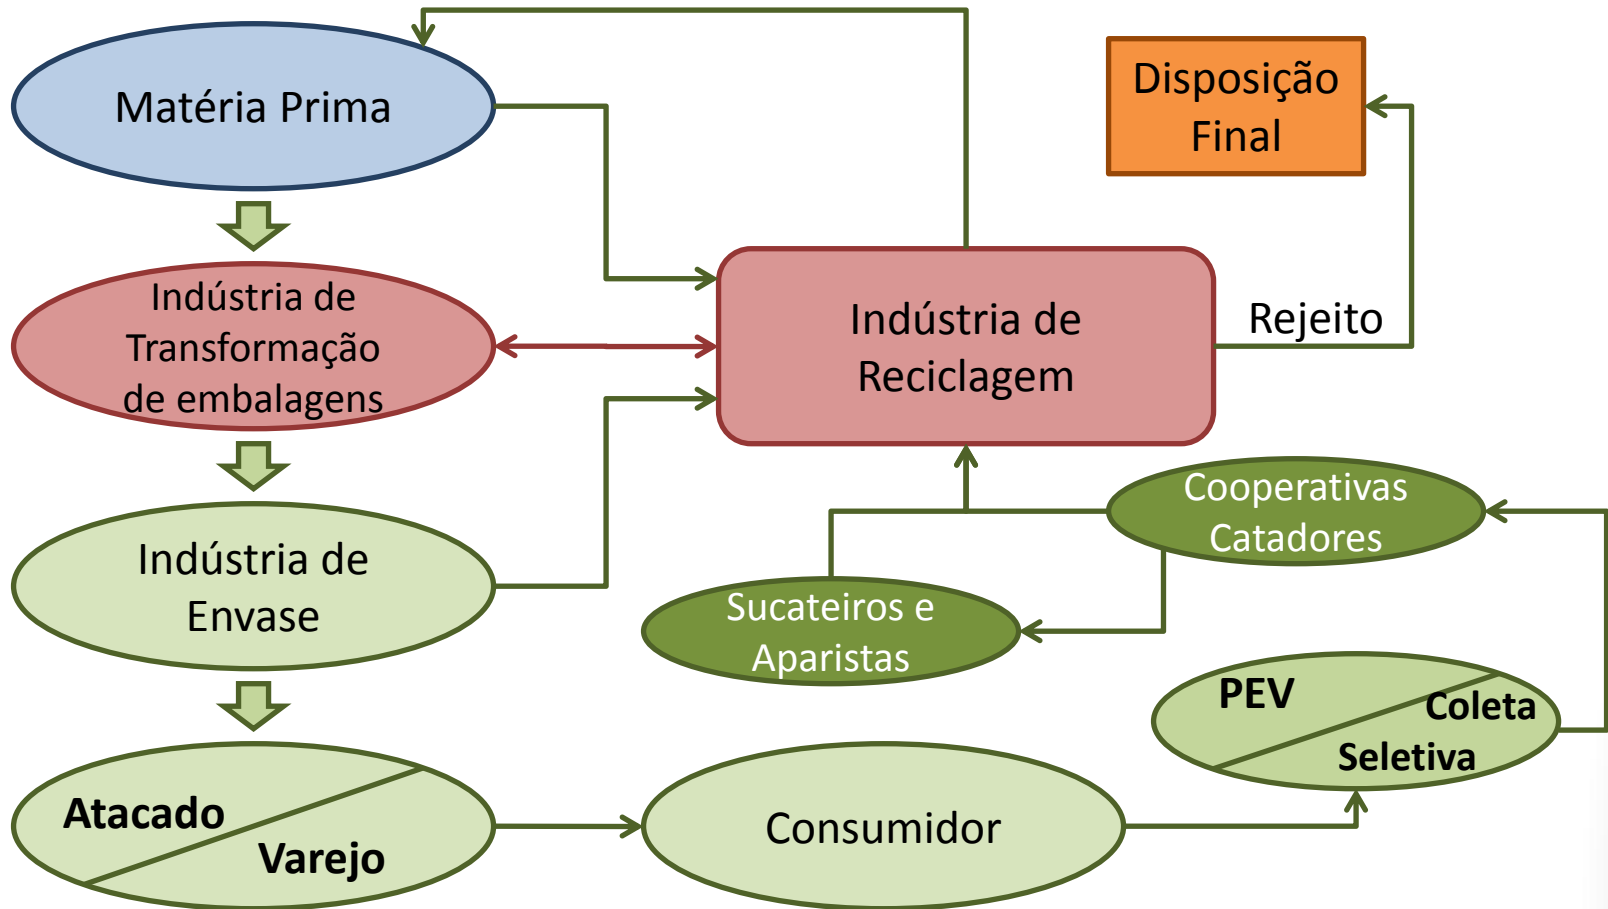 Matéria Prima
Disposição
Final
Indústria de
Transformação
de embalagens
Indústria de
Reciclagem
Rejeito
Cooperativas
Catadores
Indústria de
Envase
Sucateiros e
Aparistas
PEV
Coleta
Seletiva
Atacado
Varejo
Consumidor